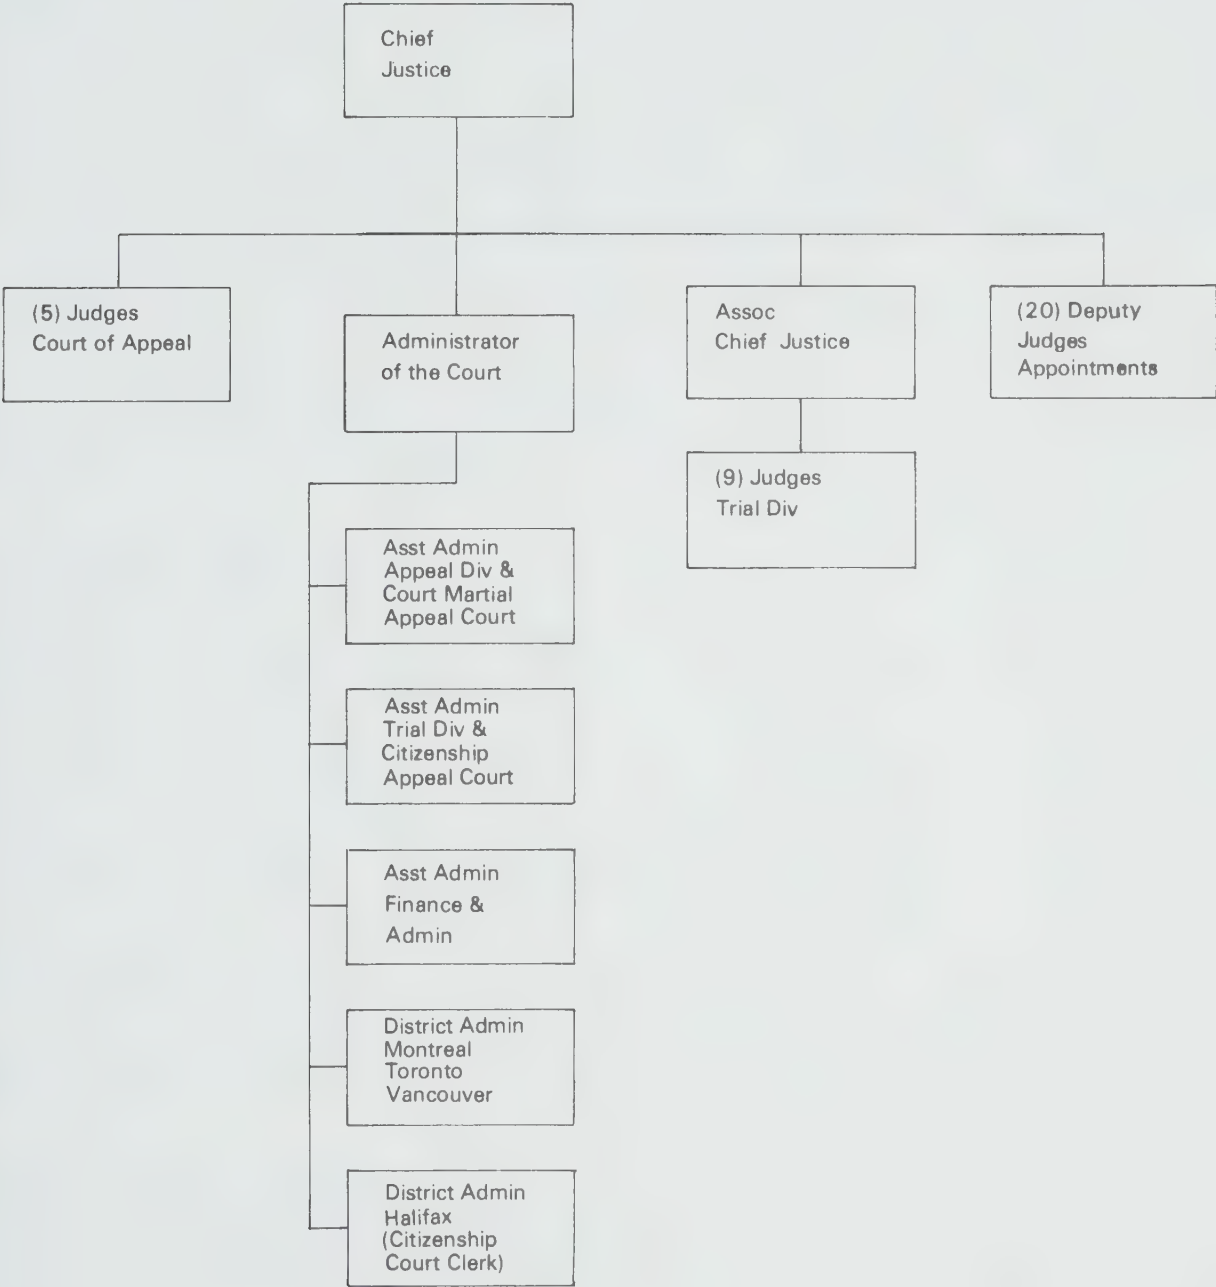 Chief
Justice
(5) Judges
Court of Appeal
Administrator
of the Court
Assoc
Chief Justice
(20) Deputy
Judges
Appointments
(9) Judges
Trial Div
Asst Admin
Appeal Div &
Court Martial
Appeal Court
Asst Admin
Trial Div &
Citizenship
Appeal Court
Asst Admin
Finance &
Admin
District Admin
Montreal
Toronto
Vancouver
District Admin
Halifax
(Citizenship
Court Clerk)